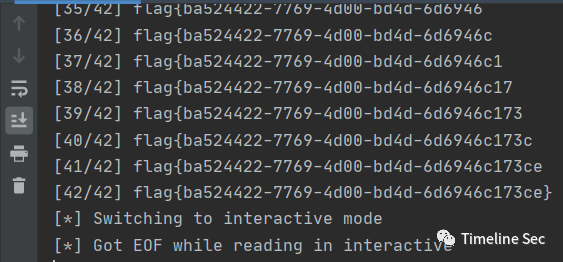 [35/42] flag{ba524422-7769-4d00-bd4d-6d6946
[36/42] flag{ba524422-7769-4d00-bd4d-6d6946c
[37/42] flag{ba524422-7769-4d00-bd4d-6d6946c1
[38/42] flag{ba524422-7769-4d00-bd4d-6d6946c17
[39/42] flag{ba524422-7769-4d00-bd4d-6d6946c173
[40/42] flag{ba524422-7769-4d00-bd4d-6d6946c173c
[41/42] flag{ba524422-7769-4d00-bd4d-6d6946c173ce
[42/42] flag{ba524422-7769-4d00-bd4d-6d6946c173ce}
[*] Switching to interactive mode
[*] Got EOF while reading in interactive
Timeline Sec